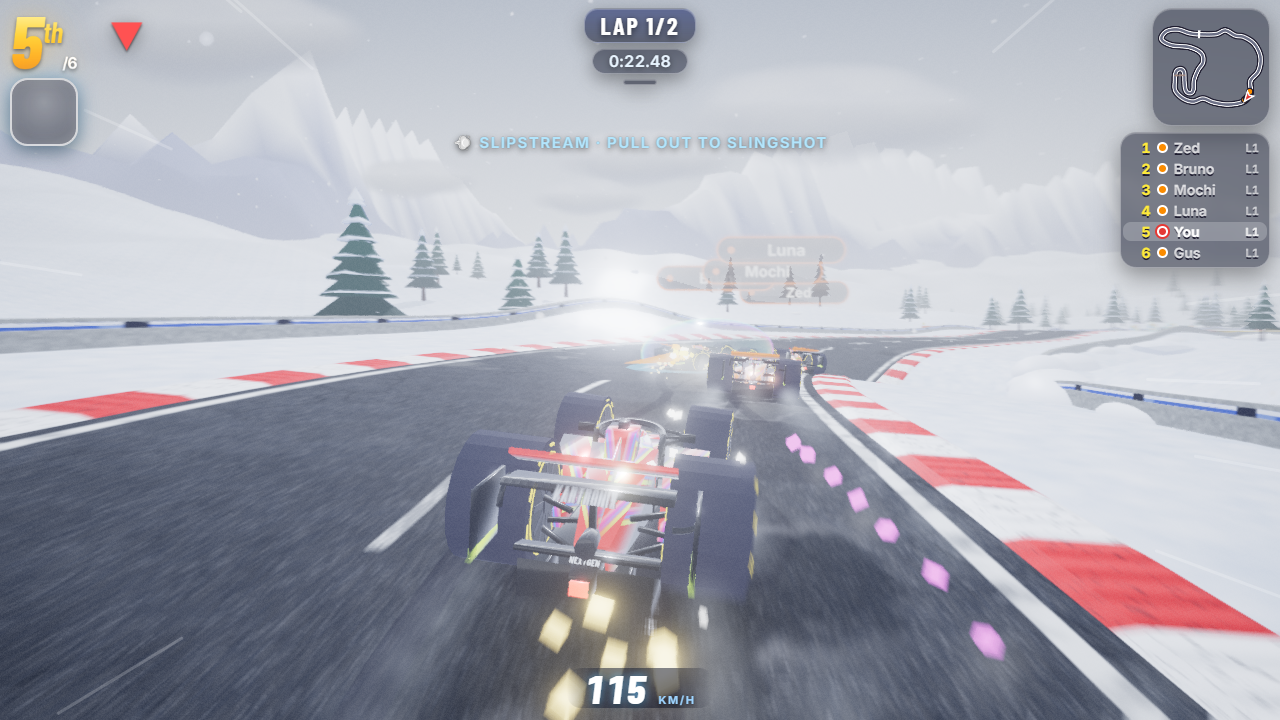 5th
/6
LAP 1/2
0:22.48
SLIPSTREAM · PULL OUT TO SLINGSHOT
1 Zed L1
2 Bruno L1
3 Mochi L1
4 Luna L1
5 You L1
6 Gus L1
Luna
Mochi
Zed
NEXTGEN
115 KM/H